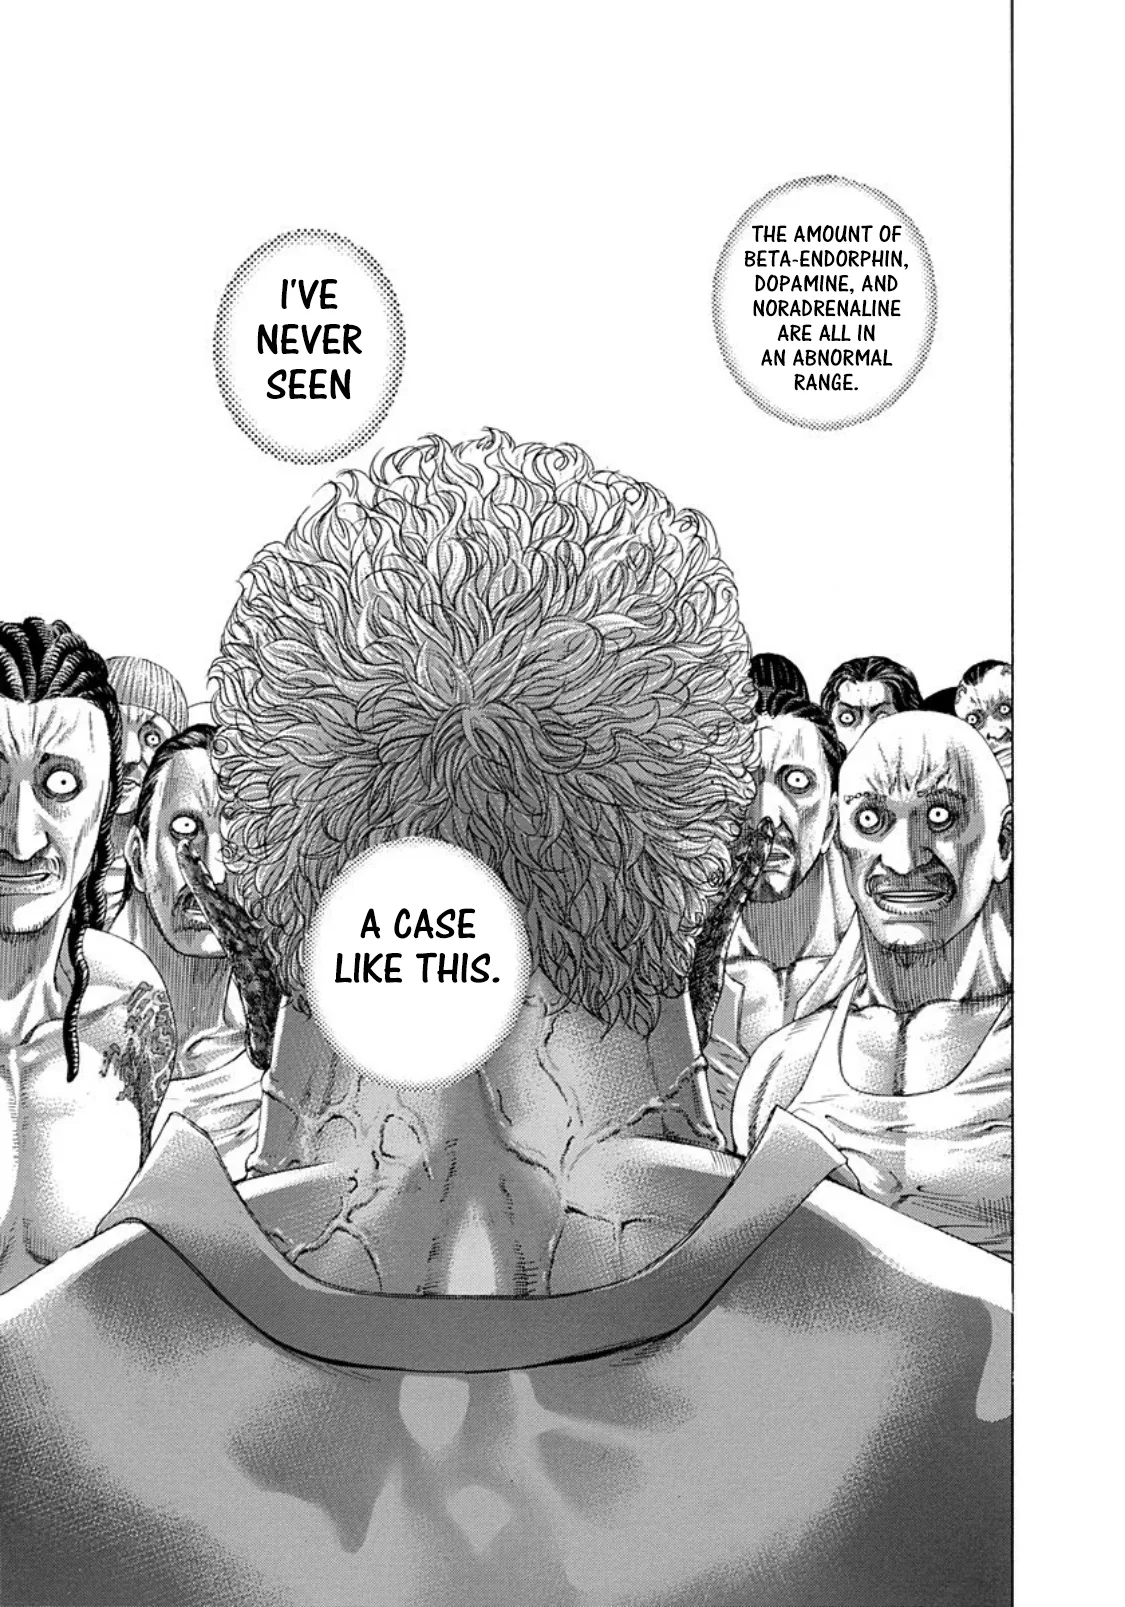 THE AMOUNT OF
BETA-ENDORPHIN,
DOPAMINE, AND
NORADRENALINE
ARE ALL IN
AN ABNORMAL
RANGE.
I'VE
NEVER
SEEN
A CASE
LIKE THIS.